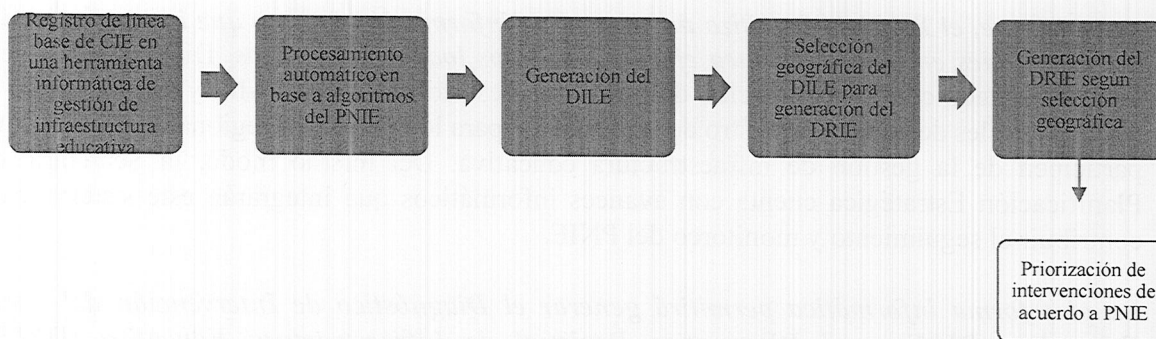 Registro de línea
base de CIE en
una herramienta
informática de
gestión de
infraestructura
educativa
Procesamiento
automático en
base a algoritmos
del PNIE
Generación del
DILE
Selección
geográfica del
DILE para
generación del
DRIE
Generación del
DRIE según
selección
geográfica
Priorización de
intervenciones de
acuerdo a PNIE